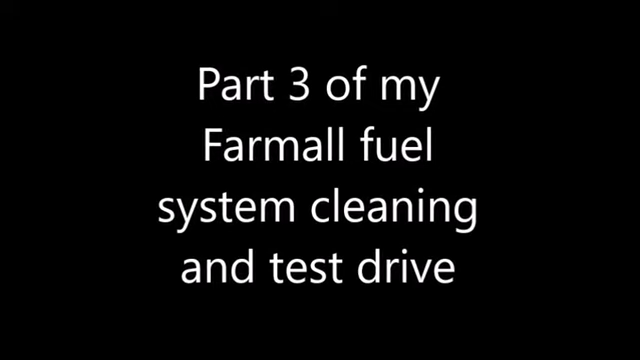 Part 3 of my
Farmall fuel
system cleaning
and test drive